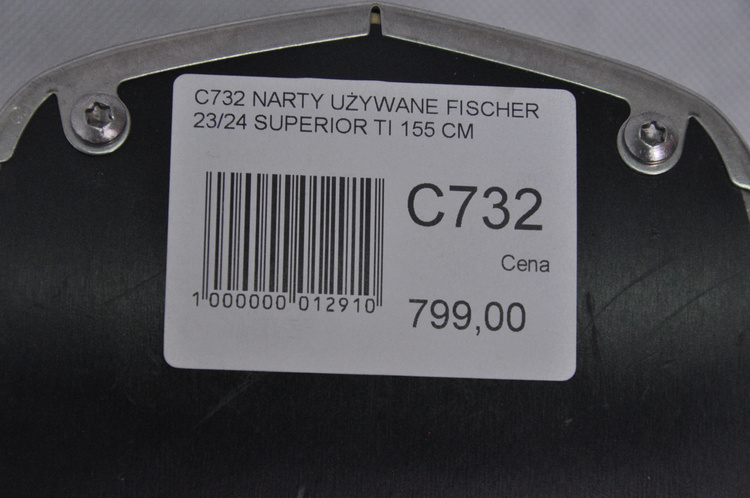 C732 NARTY UŻYWANE FISCHER
23/24 SUPERIOR TI 155 CM
C732
Cena
799,00
1 000000 012910